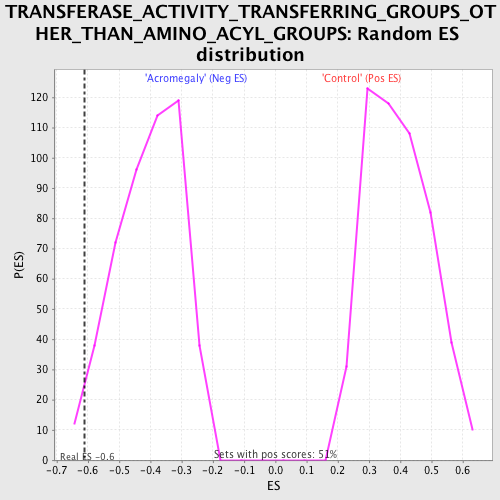 TRANSFERASE_ACTIVITY_TRANSFERRING_GROUPS_OT
HER_THAN_AMINO_ACYL_GROUPS: Random ES
distribution
'Acromegaly' (Neg ES)
'Control' (Pos ES)
120
110
100
90
80
70
60
50
40
30
20
10
0
P(ES)
Real ES -0.6
Sets with pos scores: 51%
-0.7 -0.6 -0.5 -0.4 -0.3 -0.2 -0.1 0.0 0.1 0.2 0.3 0.4 0.5 0.6
ES